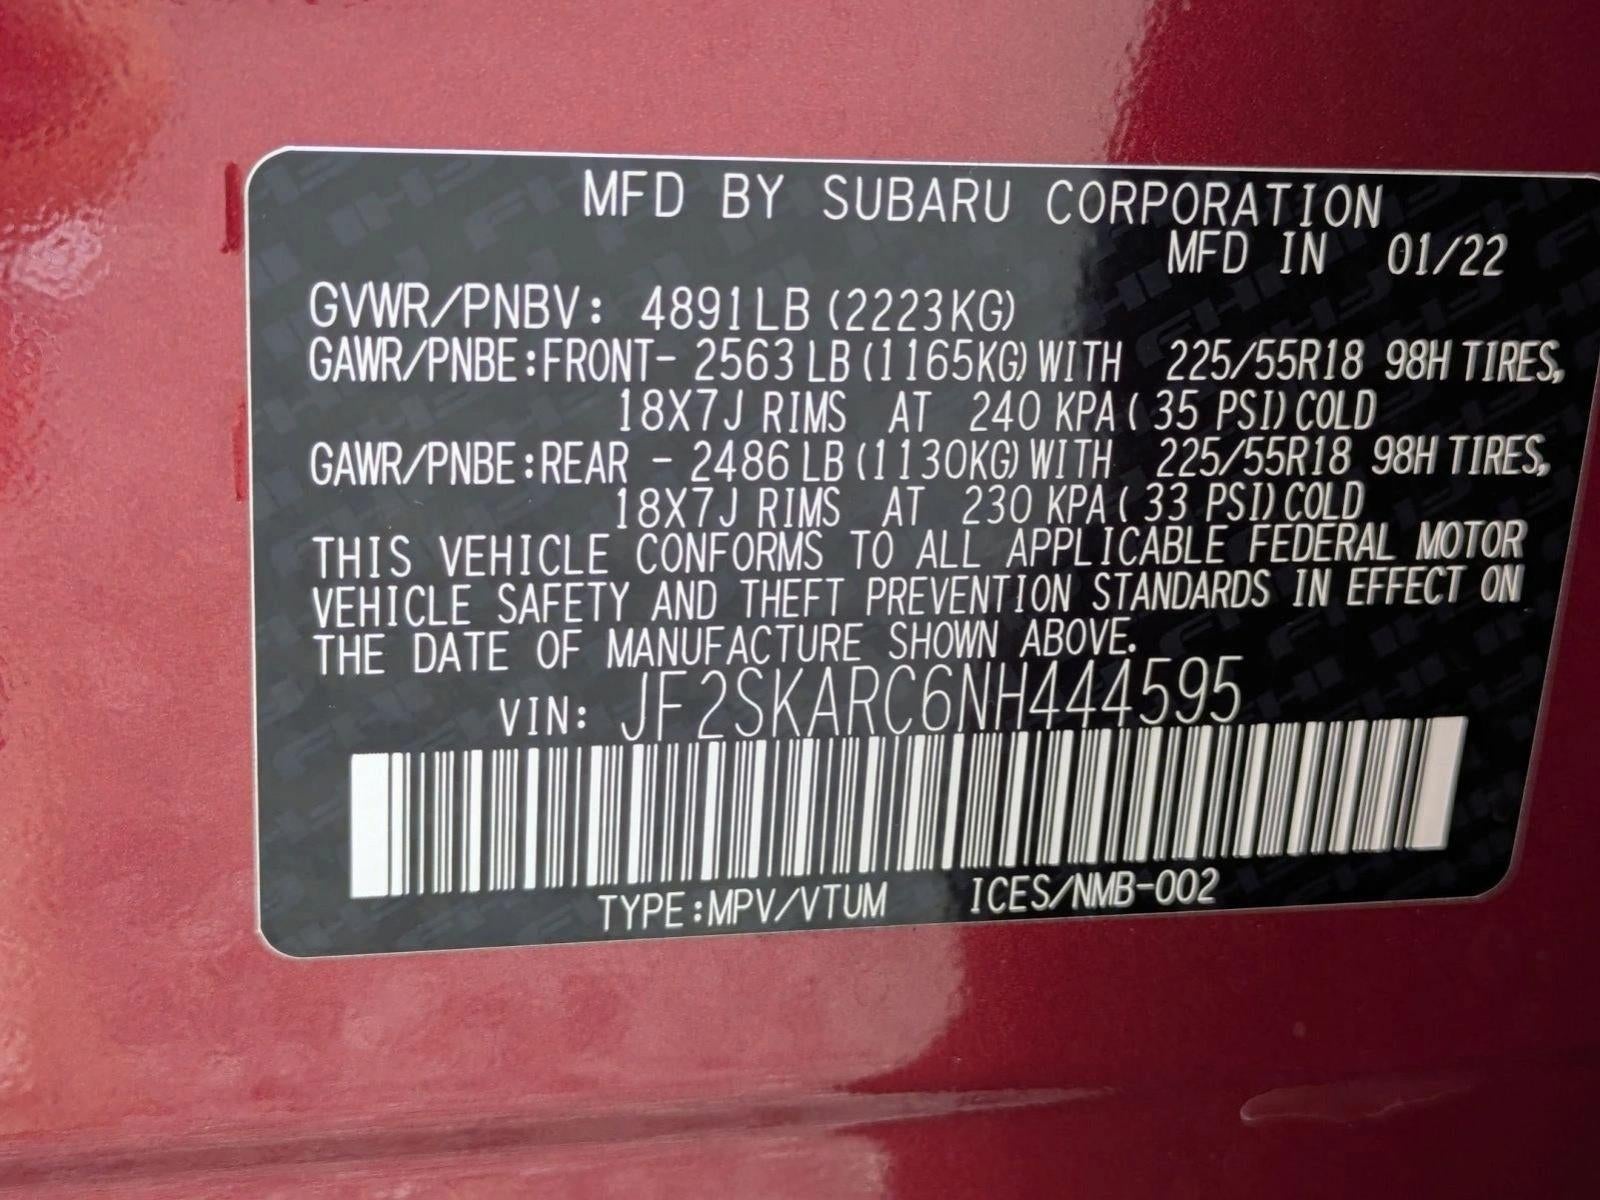 MFD BY SUBARU CORPORATION
MFD IN 01/22
GVWR/PNBV: 4891LB (2223KG)
GAWR/PNBE:FRONT- 2563 LB (1165KG) WITH 225/55R18 98H TIRES,
18X7J RIMS AT 240 KPA ( 35 PSI) COLD
GAWR/PNBE:REAR - 2486 LB (1130KG) WITH 225/55R18 98H TIRES,
18X7J RIMS AT 230 KPA ( 33 PSI) COLD
THIS VEHICLE CONFORMS TO ALL APPLICABLE FEDERAL MOTOR
VEHICLE SAFETY AND THEFT PREVENTION STANDARDS IN EFFECT ON
THE DATE OF MANUFACTURE SHOWN ABOVE.
VIN: JF2SKARC6NH444595
TYPE:MPV/VTUM ICES/NMB-002